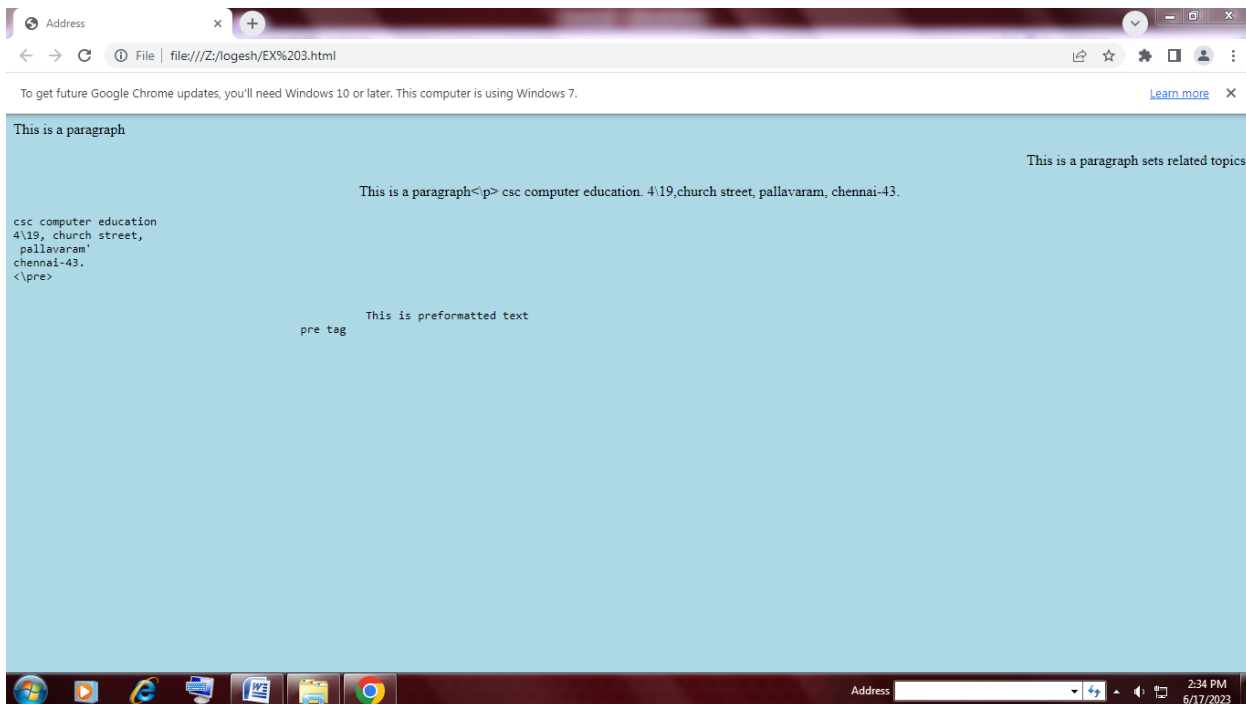 Address
File file:///Z:/logesh/EX%203.html
To get future Google Chrome updates, you'll need Windows 10 or later. This computer is using Windows 7. Learn more
This is a paragraph
This is a paragraph sets related topics
This is a paragraph<\p> csc computer education. 4\19,church street, pallavaram, chennai-43.
csc computer education
4\19, church street,
pallavaram'
chennai-43.
<\pre>
This is preformatted text
pre tag
Address 2:34 PM
6/17/2023